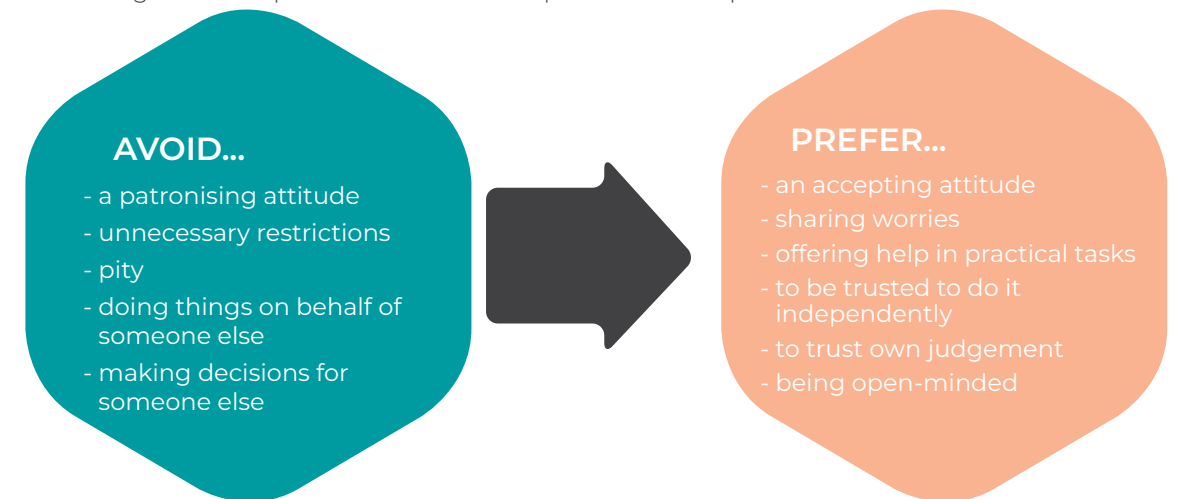 AVOID...
- a patronising attitude
- unnecessary restrictions
- pity
- doing things on behalf of
someone else
- making decisions for
someone else
PREFER...
- an accepting attitude
- sharing worries
- offering help in practical tasks
- to be trusted to do it
independently
- to trust own judgement
- being open-minded